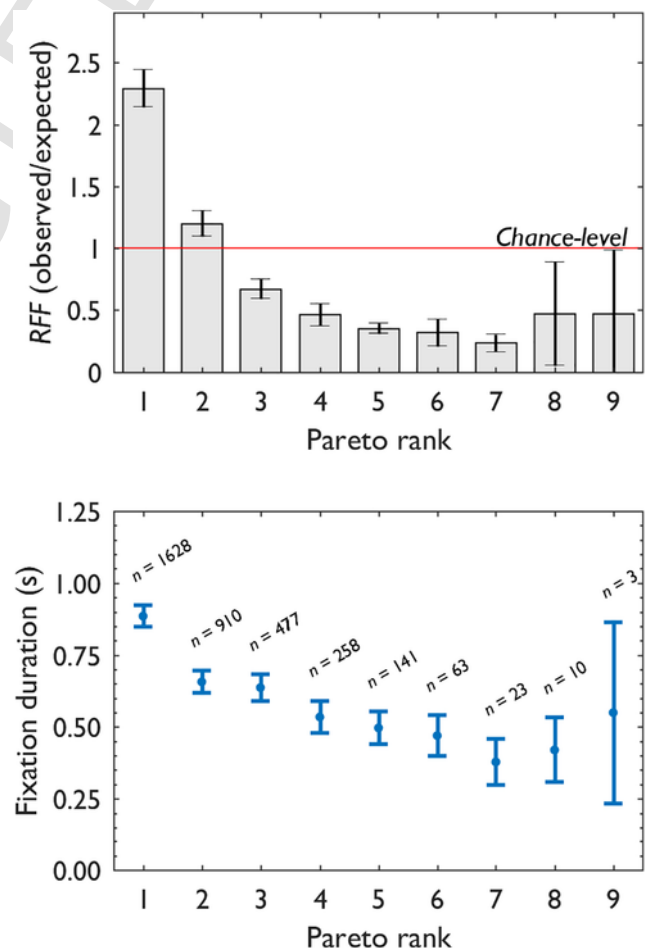 RFF (observed/expected)
2.5
2
1.5
1
0.5
0
Chance-level
1 2 3 4 5 6 7 8 9
Pareto rank
Fixation duration (s)
1.25
1.00
0.75
0.50
0.25
0.00
n = 1628
n = 910
n = 477
n = 258
n = 141
n = 63
n = 23
n = 10
n = 3
1 2 3 4 5 6 7 8 9
Pareto rank